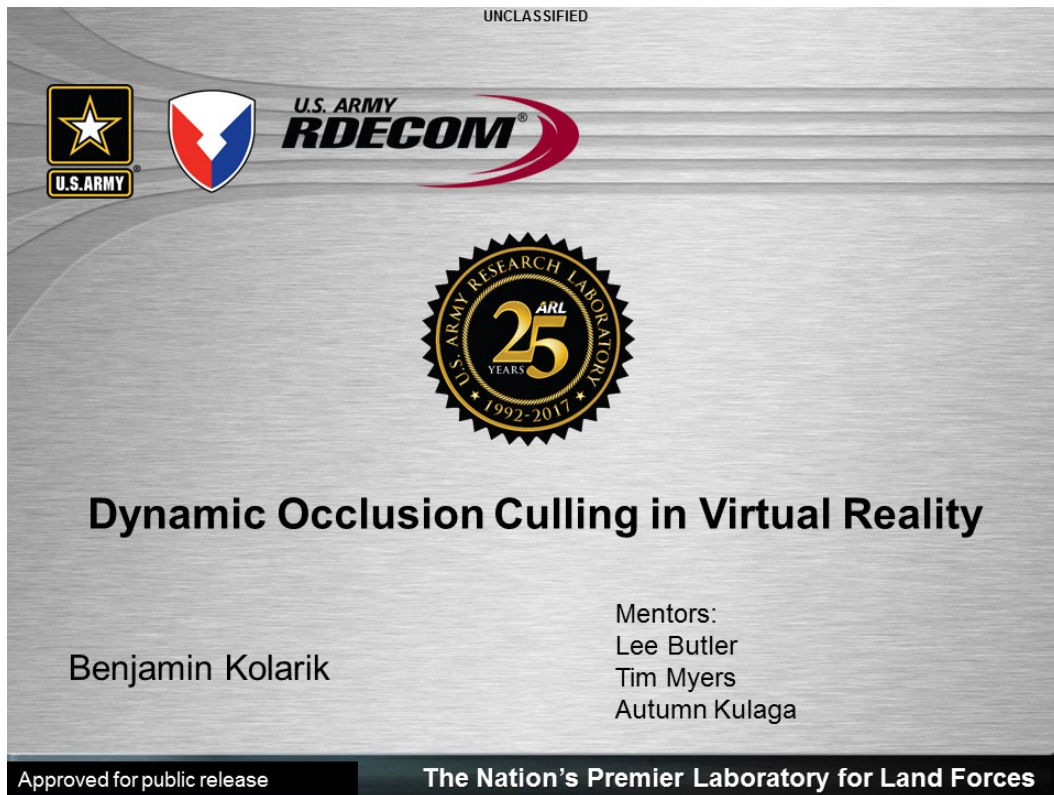 UNCLASSIFIED
U.S.ARMY
U.S. ARMY
RDECOM®
U.S. ARMY RESEARCH LABORATORY
ARL
25
YEARS
★ 1992-2017 ★
Dynamic Occlusion Culling in Virtual Reality
Benjamin Kolarik
Mentors:
Lee Butler
Tim Myers
Autumn Kulaga
Approved for public release
The Nation's Premier Laboratory for Land Forces